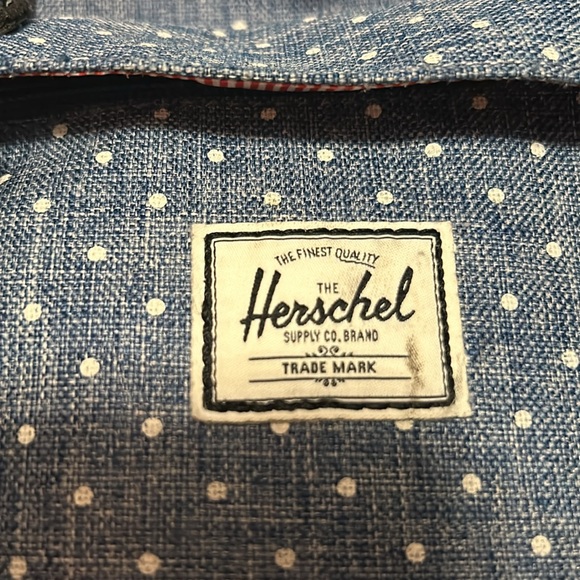 THE FINEST QUALITY
THE
Herschel
SUPPLY CO. BRAND
TRADE MARK